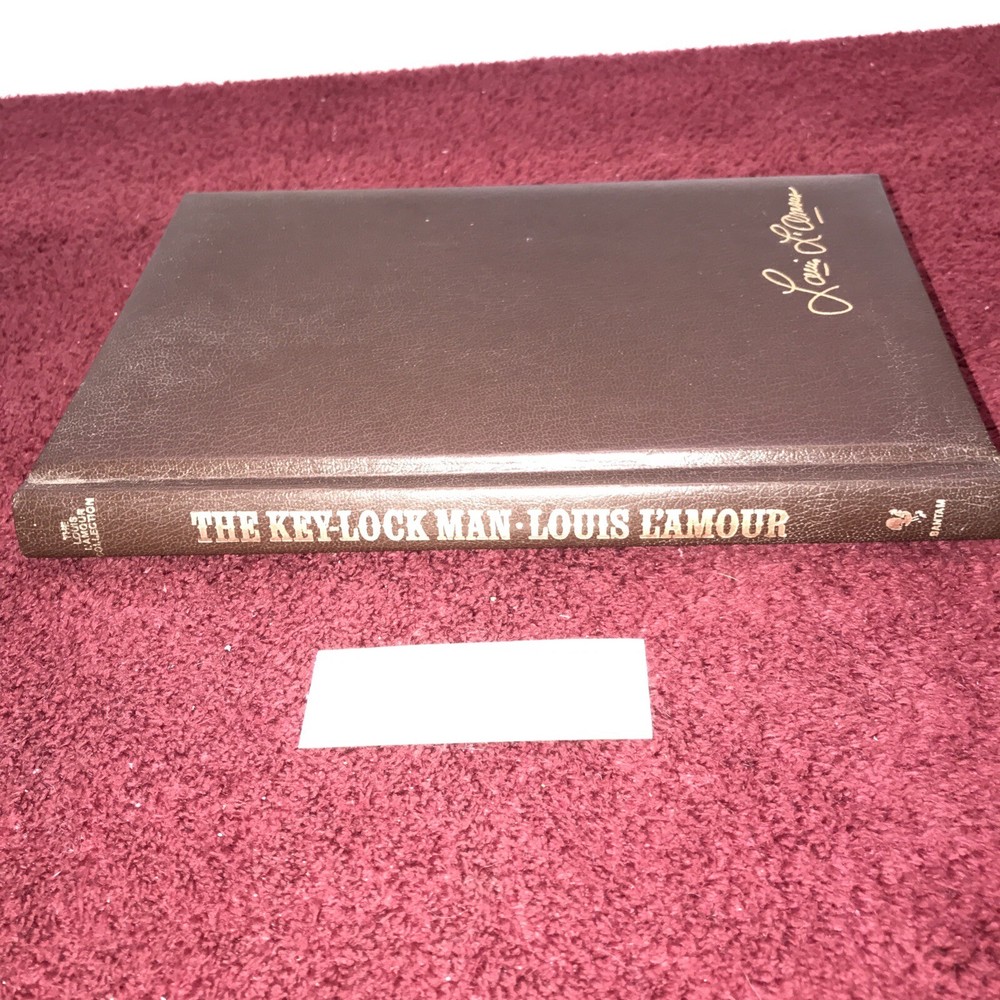 Louis L'Amour
THE
LOUIS
L'AMOUR
COLLECTION
THE KEY-LOCK MAN · LOUIS L'AMOUR
BANTAM